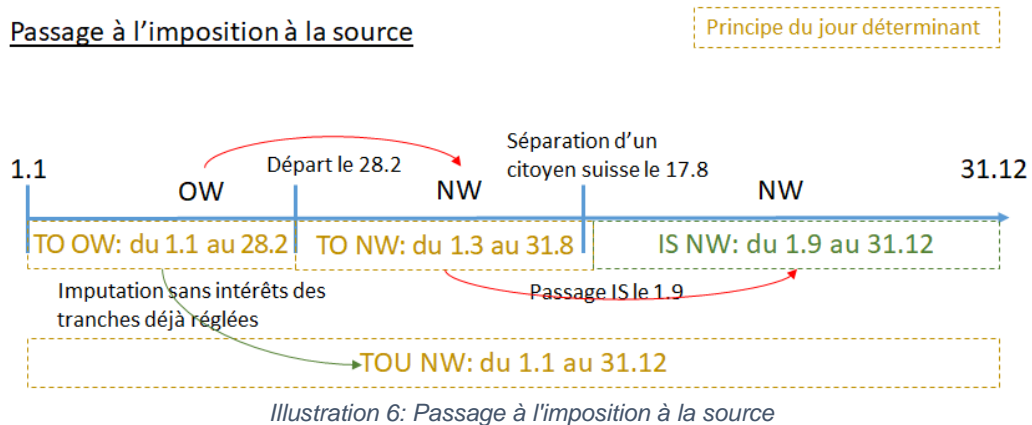 Passage à l'imposition à la source
Principe du jour déterminant
1.1
OW
Départ le 28.2
NW
Séparation d'un
citoyen suisse le 17.8
NW
31.12
TO OW: du 1.1 au 28.2
TO NW: du 1.3 au 31.8
IS NW: du 1.9 au 31.12
Imputation sans intérêts des
tranches déjà réglées
Passage IS le 1.9
TOU NW: du 1.1 au 31.12
Illustration 6: Passage à l'imposition à la source